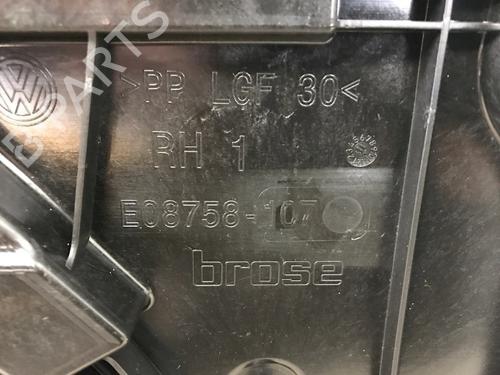 >PP LGF 30<
RH 1
E08758-107
brose